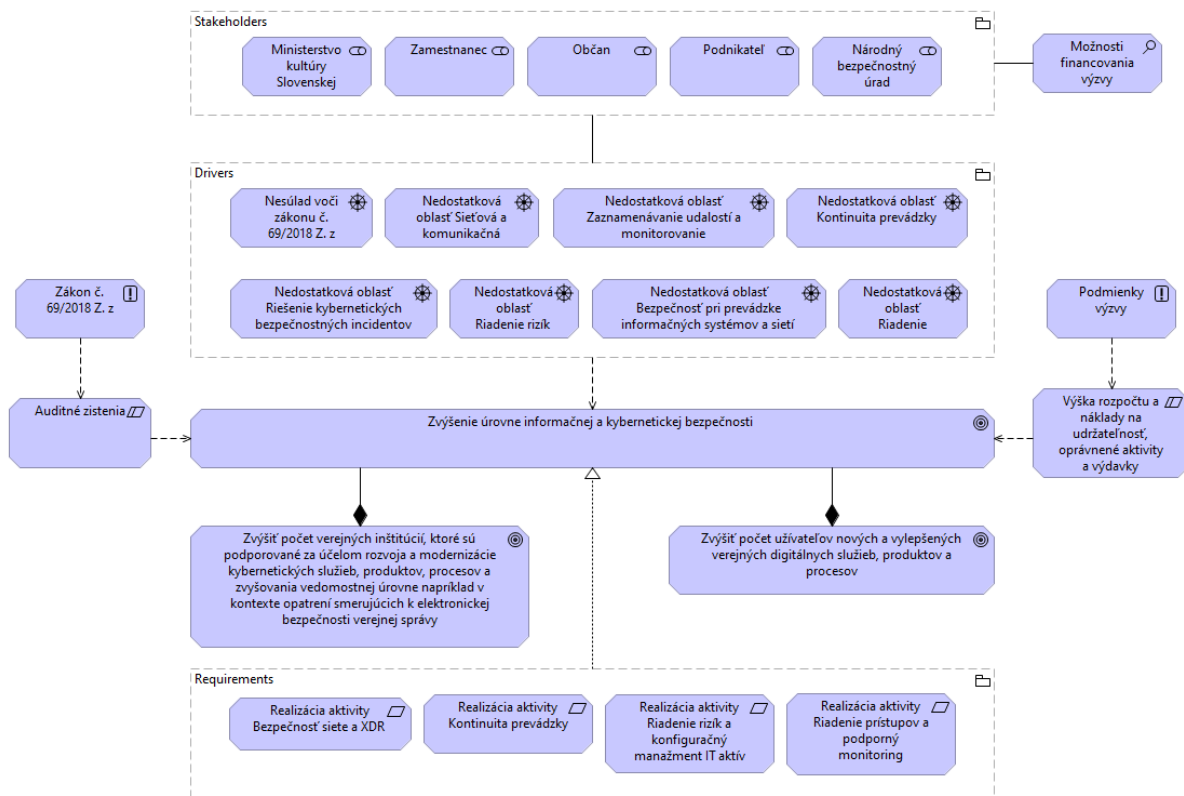 Stakeholders
Ministerstvo
kultúry
Slovenskej
Zamestnanec
Občan
Podnikateľ
Národný
bezpečnostný
úrad
Možnosti
financovania
výzvy
Drivers
Nesúlad voči
zákonu č.
69/2018 Z. z
Nedostatková
oblasť Sieťová a
komunikačná
Nedostatková oblasť
Zaznamenávanie udalostí a
monitorovanie
Nedostatková oblasť
Kontinuita prevádzky
Nedostatková oblasť
Riešenie kybernetických
bezpečnostných incidentov
Nedostatková
oblasť
Riadenie rizík
Nedostatková oblasť
Bezpečnosť pri prevádzke
informačných systémov a sietí
Nedostatková
oblasť
Riadenie
Zákon č.
69/2018 Z. z
Podmienky
výzvy
Auditné zistenia
Zvýšenie úrovne informačnej a kybernetickej bezpečnosti
Výška rozpočtu a
náklady na
udržateľnosť,
oprávnené aktivity
a výdavky
Zvýšiť počet verejných inštitúcií, ktoré sú
podporované za účelom rozvoja a modernizácie
kybernetických služieb, produktov, procesov a
zvyšovania vedomostnej úrovne napríklad v
kontexte opatrení smerujúcich k elektronickej
bezpečnosti verejnej správy
Zvýšiť počet užívateľov nových a vylepšených
verejných digitálnych služieb, produktov a
procesov
Requirements
Realizácia aktivity
Bezpečnosť siete a XDR
Realizácia aktivity
Kontinuita prevádzky
Realizácia aktivity
Riadenie rizík a
konfiguračný
manažment IT aktív
Realizácia aktivity
Riadenie prístupov a
podporný
monitoring